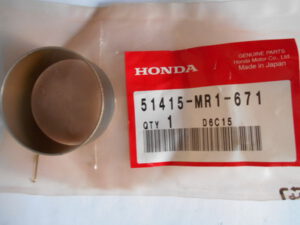 GENUINE PARTS
Honda Motor Co., Ltd.
Made in Japan
HONDA
51415-MR1-671
QTY 1 D6C15